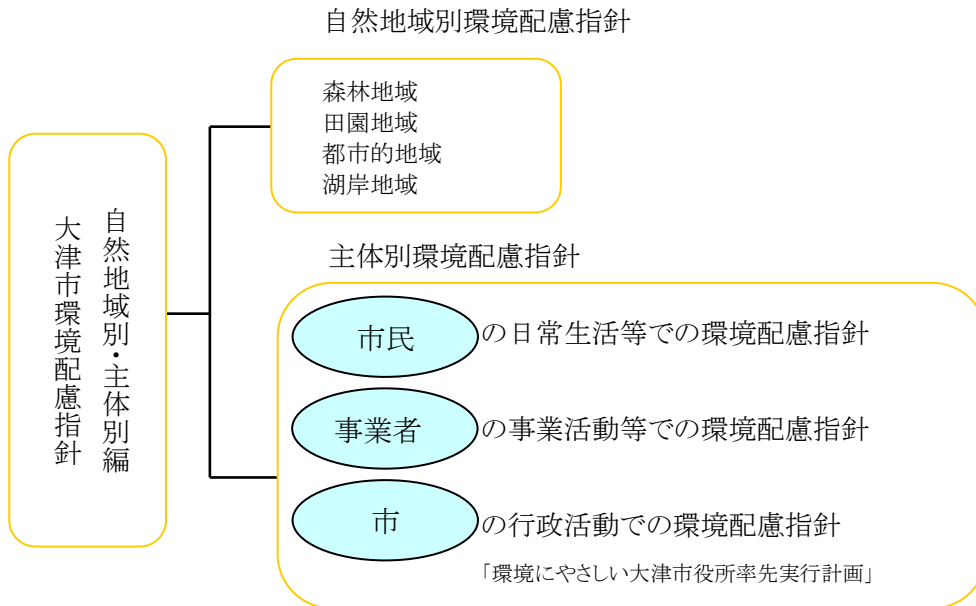 自然地域別環境配慮指針
森林地域
田園地域
都市的地域
湖岸地域
自然地域別・主体別編
大津市環境配慮指針
主体別環境配慮指針
市民の日常生活等での環境配慮指針
事業者の事業活動等での環境配慮指針
市の行政活動での環境配慮指針
「環境にやさしい大津市役所率先実行計画」